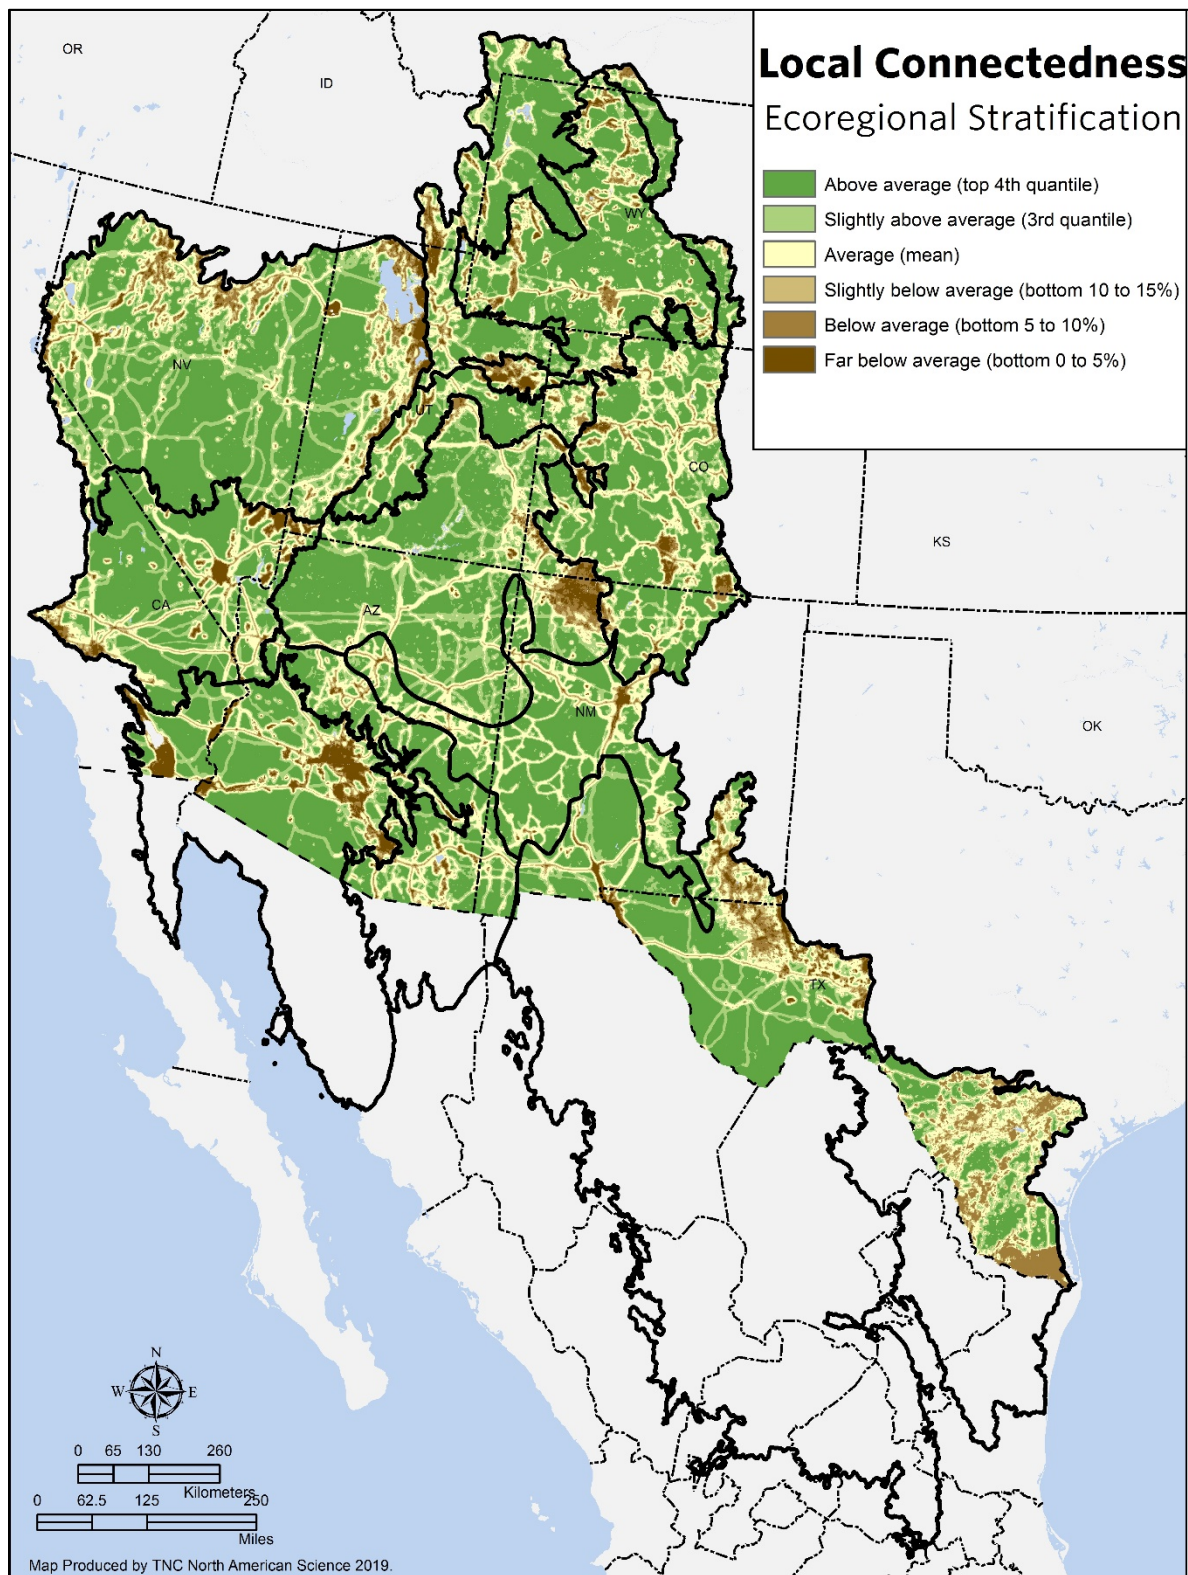 Local Connectedness
Ecoregional Stratification
Above average (top 4th quantile)
Slightly above average (3rd quantile)
Average (mean)
Slightly below average (bottom 10 to 15%)
Below average (bottom 5 to 10%)
Far below average (bottom 0 to 5%)
OR
ID
WY
NV
UT
CO
KS
CA
AZ
NM
OK
TX
N
W E
S
0 65 130 260
Kilometers
0 62.5 125 250
Miles
Map Produced by TNC North American Science 2019.